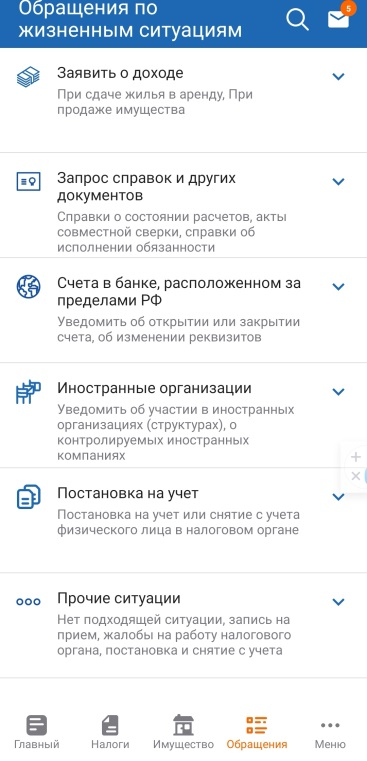 Обращения по
жизненным ситуациям
5
Заявить о доходе
При сдаче жилья в аренду, При
продаже имущества
Запрос справок и других
документов
Справки о состоянии расчетов, акты
совместной сверки, справки об
исполнении обязанности
Счета в банке, расположенном за
пределами РФ
Уведомить об открытии или закрытии
счета, об изменении реквизитов
Иностранные организации
Уведомить об участии в иностранных
организациях (структурах), о
контролируемых иностранных
компаниях
Постановка на учет
Постановка на учет или снятие с учета
физического лица в налоговом органе
Прочие ситуации
Нет подходящей ситуации, запись на
прием, жалобы на работу налогового
органа, постановка и снятие с учета
Главный Налоги Имущество Обращения Меню